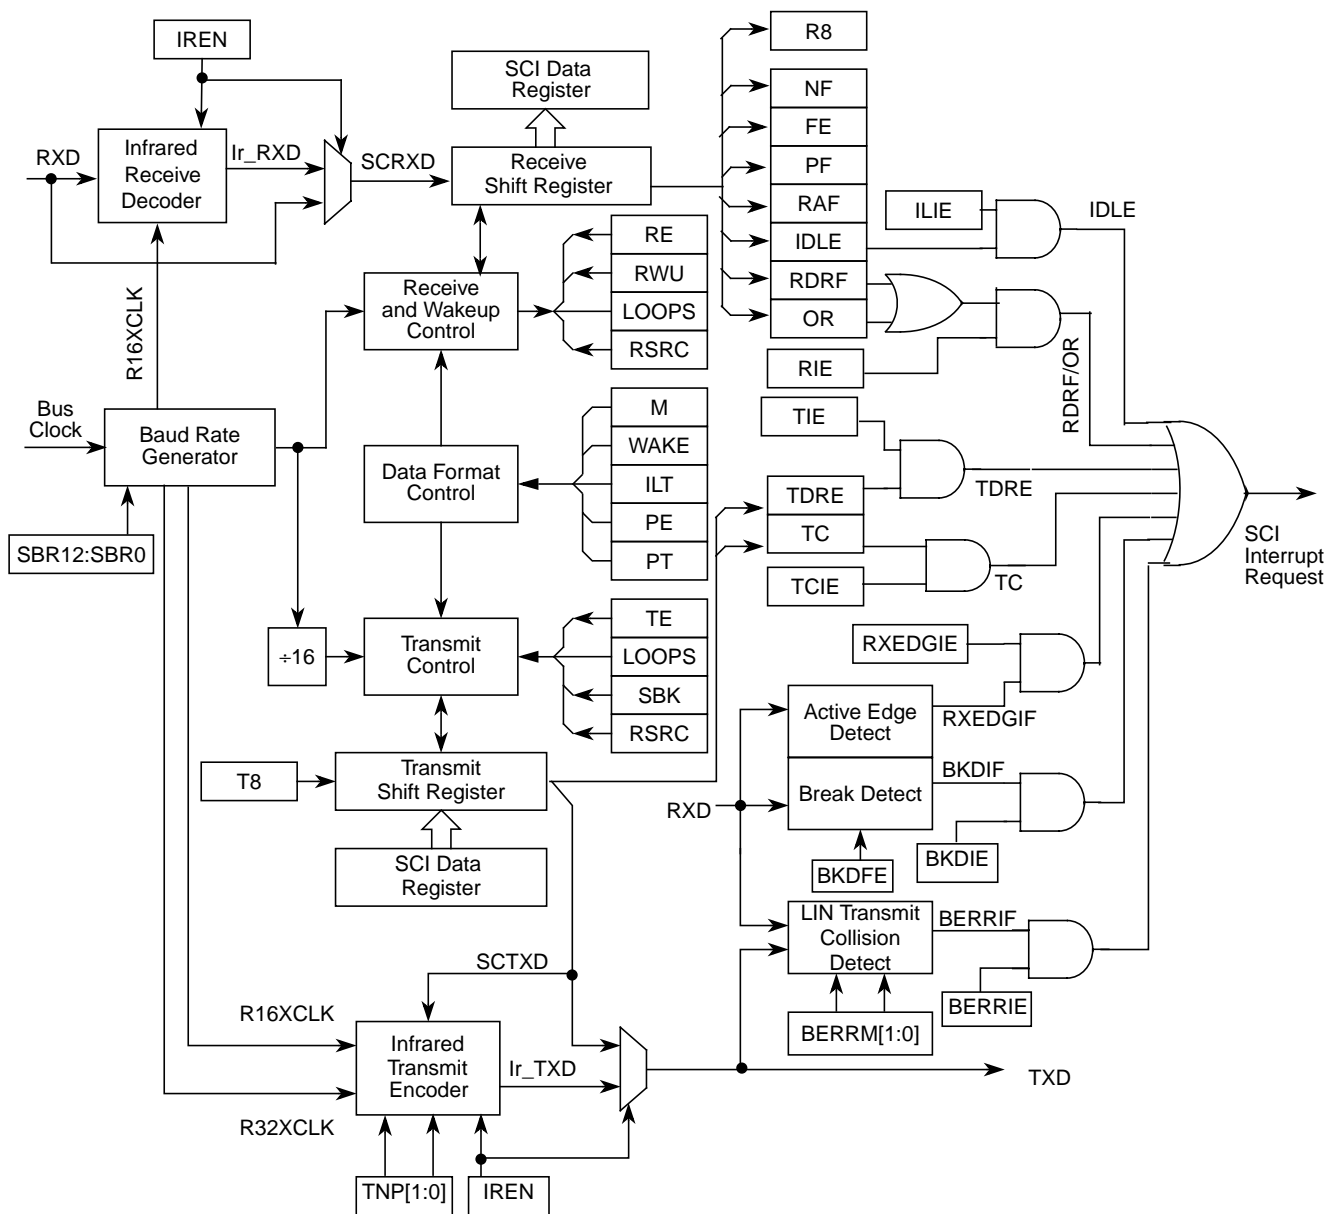 IREN
SCI Data
Register
R8
NF
FE
PF
RAF
IDLE
RDRF
OR
RXD
Infrared
Receive
Decoder
Ir_RXD
SCRXD
Receive
Shift Register
ILIE
IDLE
RE
RWU
LOOPS
RSRC
Receive
and Wakeup
Control
R16XCLK
RIE
RDRF/OR
TIE
Bus
Clock
Baud Rate
Generator
Data Format
Control
M
WAKE
ILT
PE
PT
TDRE
TC
TCIE
TDRE
TC
SCI
Interrupt
Request
SBR12:SBR0
÷16
Transmit
Control
TE
LOOPS
SBK
RSRC
RXEDGIE
Active Edge
Detect
RXEDGIF
T8
Transmit
Shift Register
RXD
Break Detect
BKDIF
BKDIE
BKDFE
SCI Data
Register
LIN Transmit
Collision
Detect
BERRIF
BERRIE
BERRM[1:0]
SCTXD
R16XCLK
Infrared
Transmit
Encoder
Ir_TXD
R32XCLK
TXD
TNP[1:0]
IREN